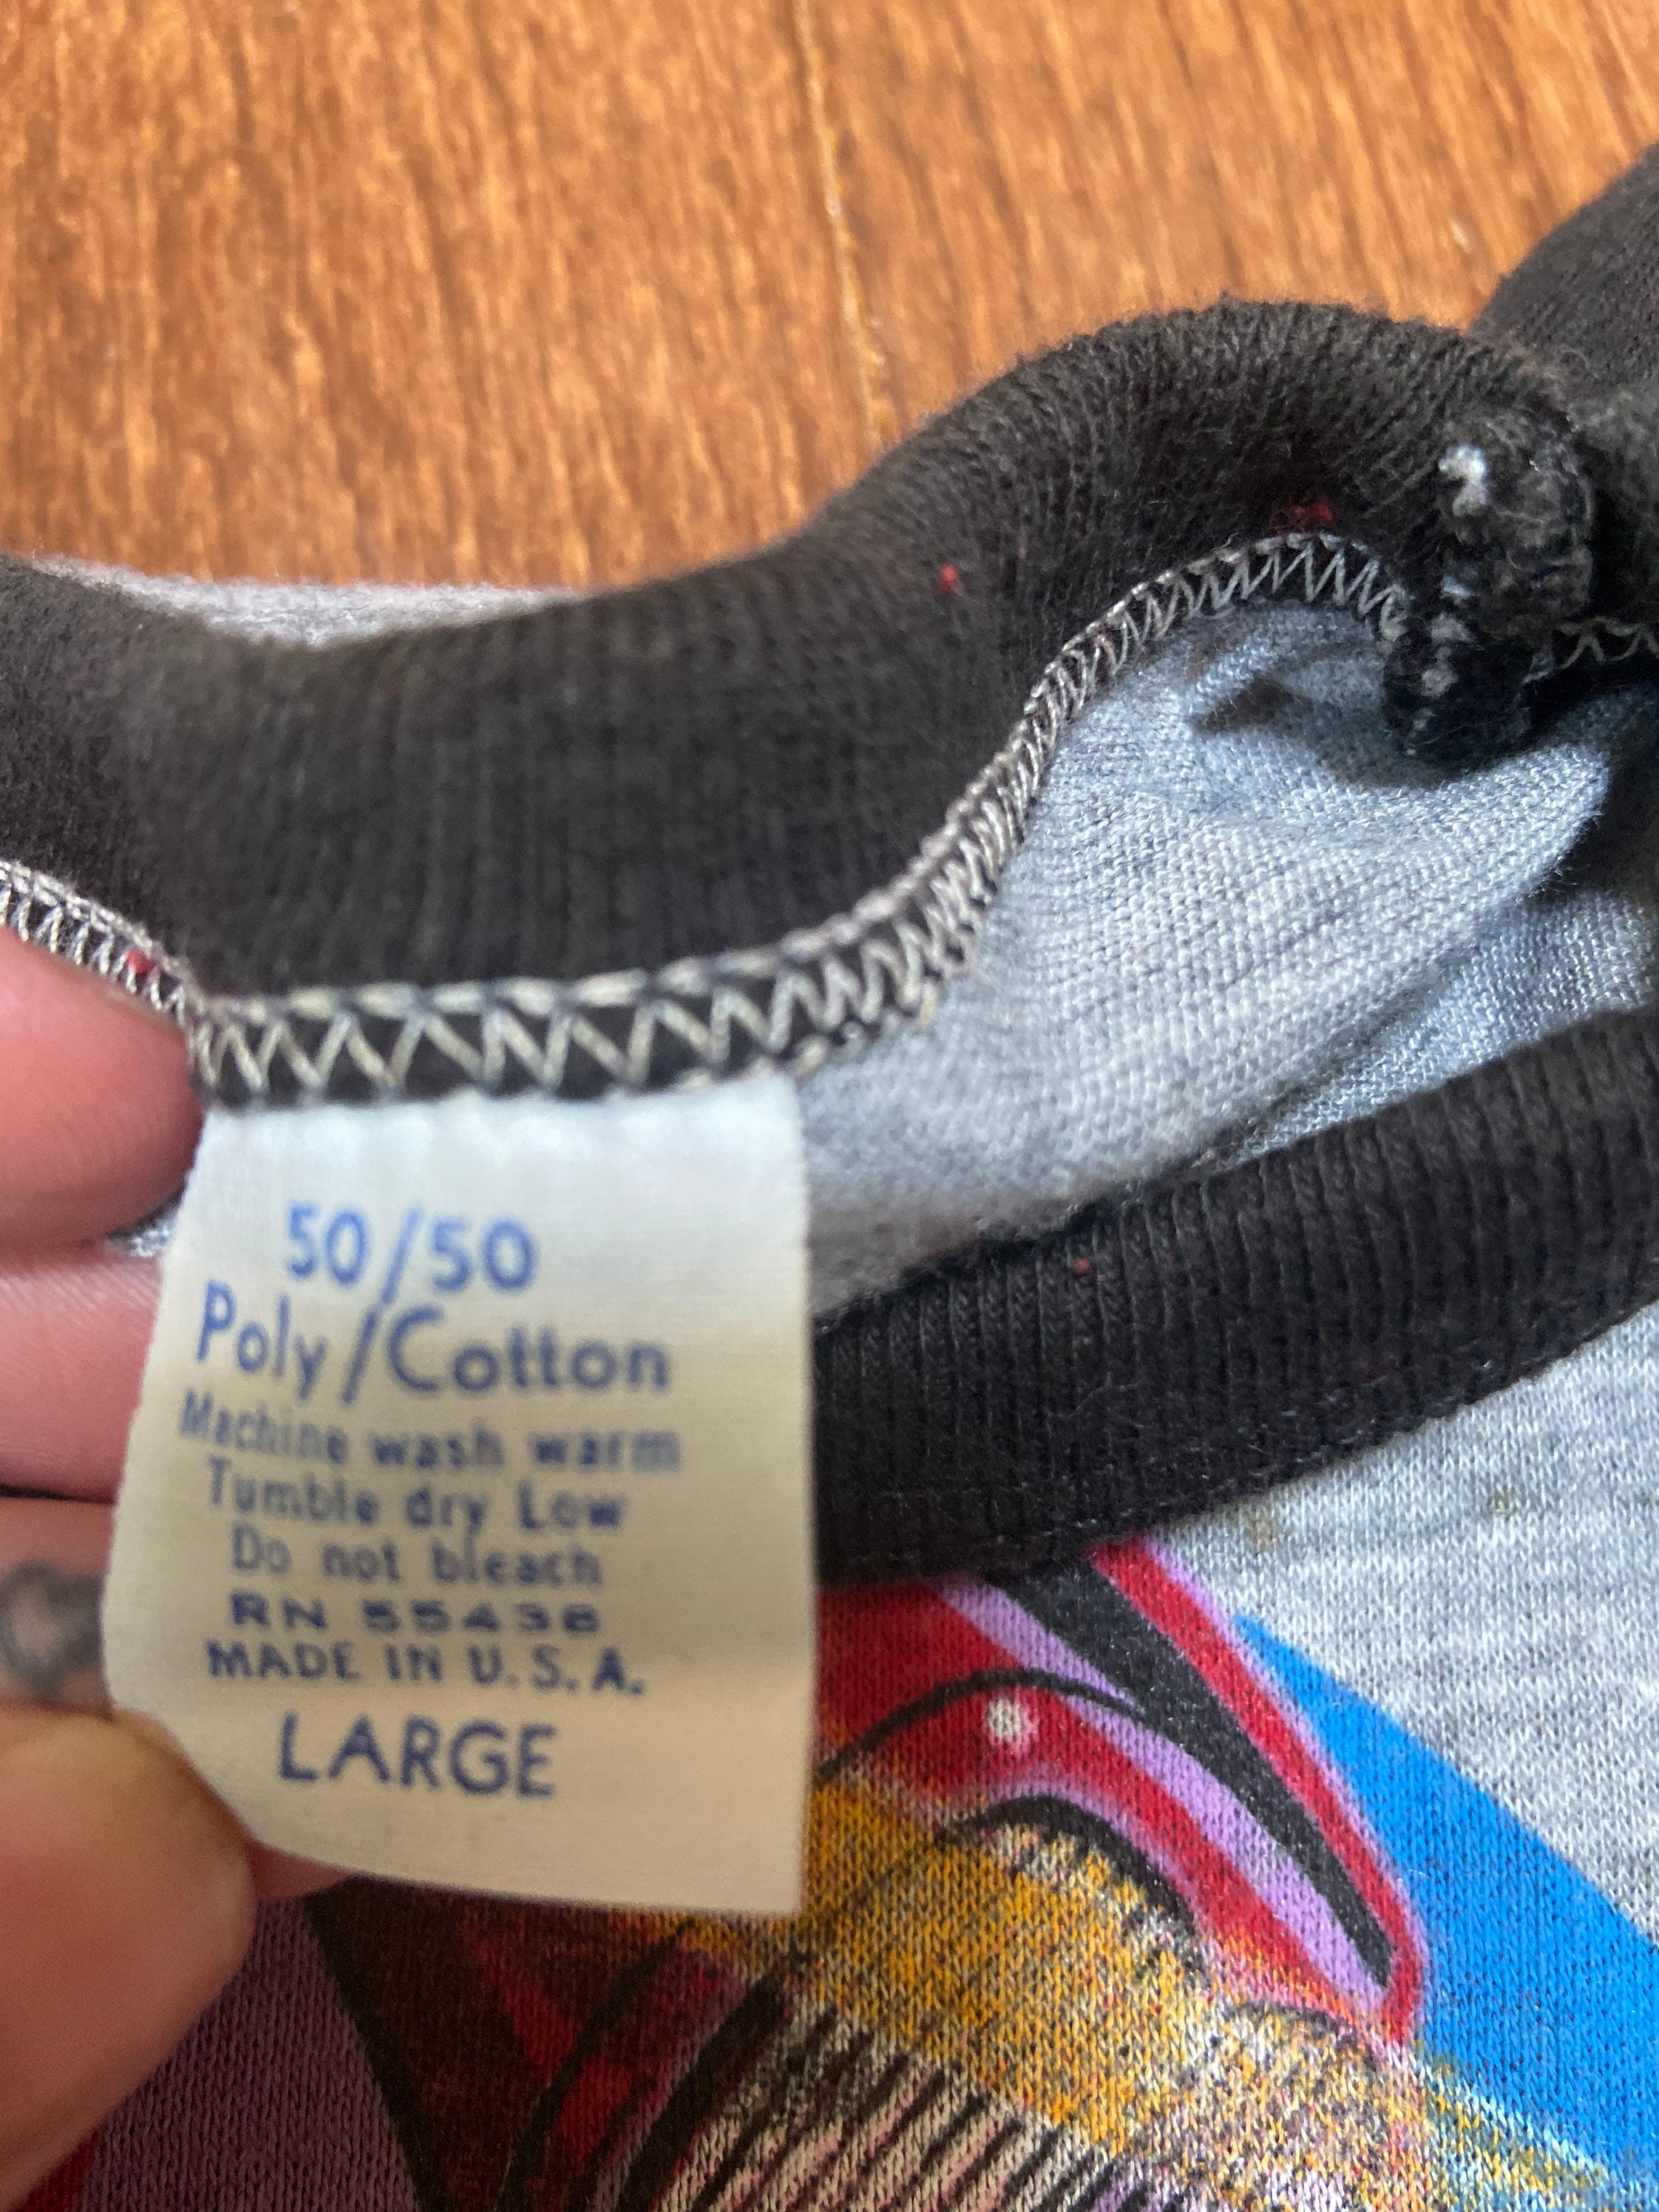 50/50
Poly/Cotton
Machine wash warm
Tumble dry Low
Do not bleach
RN 55436
MADE IN U.S.A.
LARGE